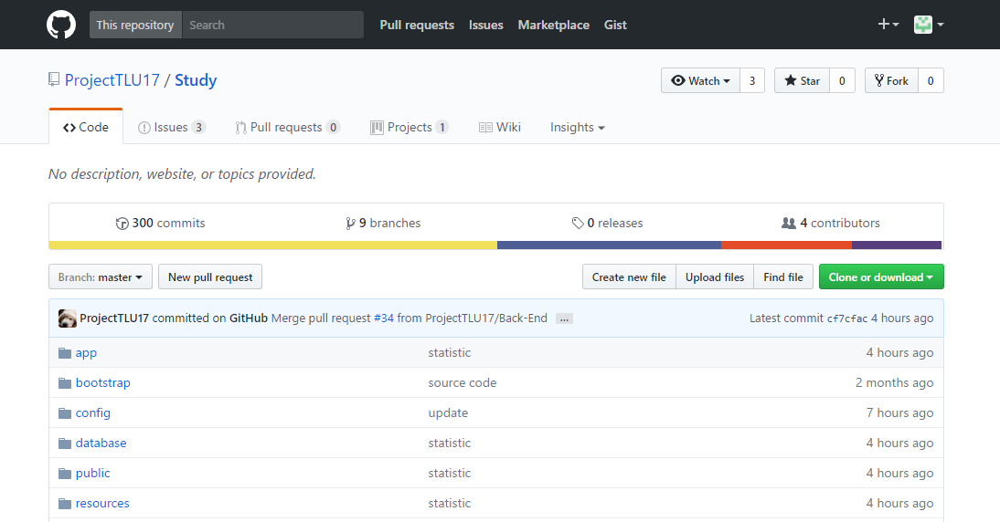 This repository Search Pull requests Issues Marketplace Gist
ProjectTLU17 / Study Watch 3 Star 0 Fork 0
Code Issues 3 Pull requests 0 Projects 1 Wiki Insights
No description, website, or topics provided.
300 commits 9 branches 0 releases 4 contributors
Branch: master New pull request Create new file Upload files Find file Clone or download
ProjectTLU17 committed on GitHub Merge pull request #34 from ProjectTLU17/Back-End ... Latest commit cf7cfac 4 hours ago
app statistic 4 hours ago
bootstrap source code 2 months ago
config update 7 hours ago
database statistic 4 hours ago
public statistic 4 hours ago
resources statistic 4 hours ago